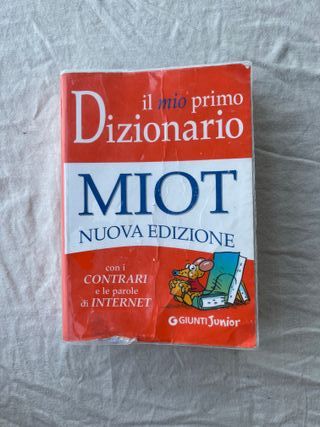 il mio primo
Dizionario
MIOT
NUOVA EDIZIONE
con i
CONTRARI
e le parole
di INTERNET
GIUNTI Junior